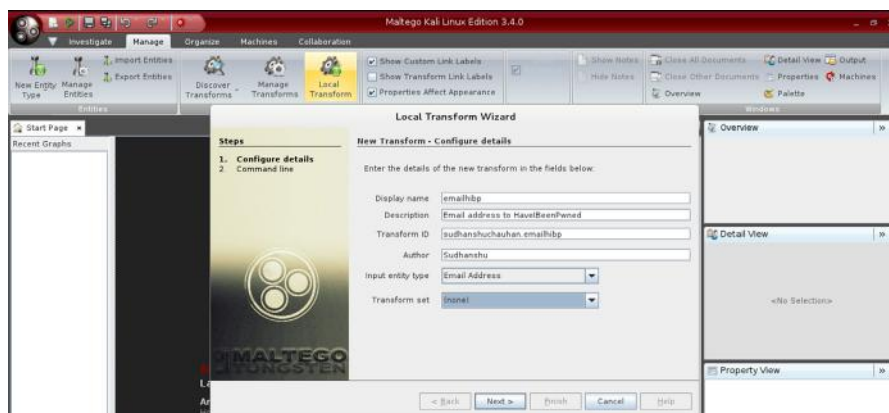 Maltego Kali Linux Edition 3.4.0
Investigate Manage Organize Machines Collaboration
New Entity Type
Manage Entities
Import Entities
Export Entities
Entities
Discover Transforms
Manage Transforms
Local Transform
Show Custom Link Labels
Show Transform Link Labels
Properties Affect Appearance
Show Notes
Hide Notes
Close All Documents
Close Other Documents
Overview
Detail View
Properties
Palette
Output
Machines
Windows
Start Page
Recent Graphs
Local Transform Wizard
Steps
1. Configure details
2. Command line
MALTEGO
TUNGSTEN
New Transform - Configure details
Enter the details of the new transform in the fields below:
Display name emailhibp
Description Email address to HaveIBeenPwned
Transform ID sudhanshuchauhan.emailhibp
Author Sudhanshu
Input entity type Email Address
Transform set (none)
< Back Next > Finish Cancel Help
Overview
Detail View
<No Selection>
Property View